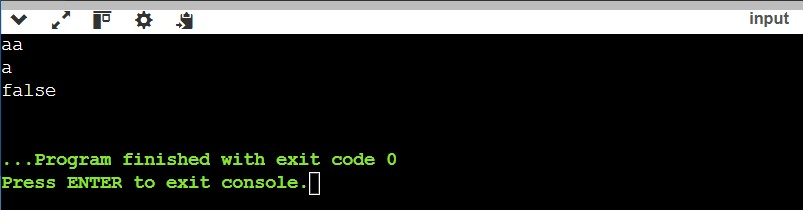 input
aa
a
false
...Program finished with exit code 0
Press ENTER to exit console.